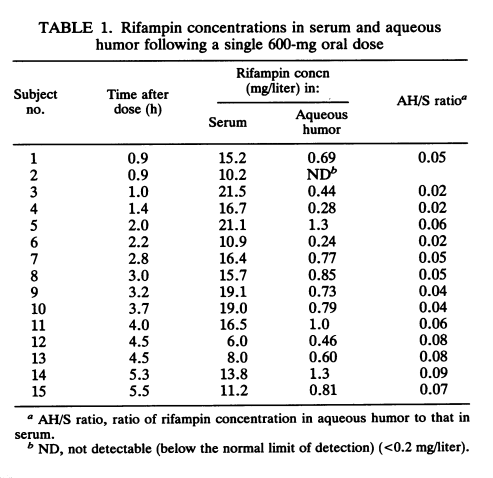 TABLE 1. Rifampin concentrations in serum and aqueous
humor following a single 600-mg oral dose
Subject no. Time after dose (h) Rifampin concn (mg/liter) in: AH/S ratioᵃ
Serum Aqueous humor
1 0.9 15.2 0.69 0.05
2 0.9 10.2 NDᵇ
3 1.0 21.5 0.44 0.02
4 1.4 16.7 0.28 0.02
5 2.0 21.1 1.3 0.06
6 2.2 10.9 0.24 0.02
7 2.8 16.4 0.77 0.05
8 3.0 15.7 0.85 0.05
9 3.2 19.1 0.73 0.04
10 3.7 19.0 0.79 0.04
11 4.0 16.5 1.0 0.06
12 4.5 6.0 0.46 0.08
13 4.5 8.0 0.60 0.08
14 5.3 13.8 1.3 0.09
15 5.5 11.2 0.81 0.07
ᵃ AH/S ratio, ratio of rifampin concentration in aqueous humor to that in
serum.
ᵇ ND, not detectable (below the normal limit of detection) (<0.2 mg/liter).